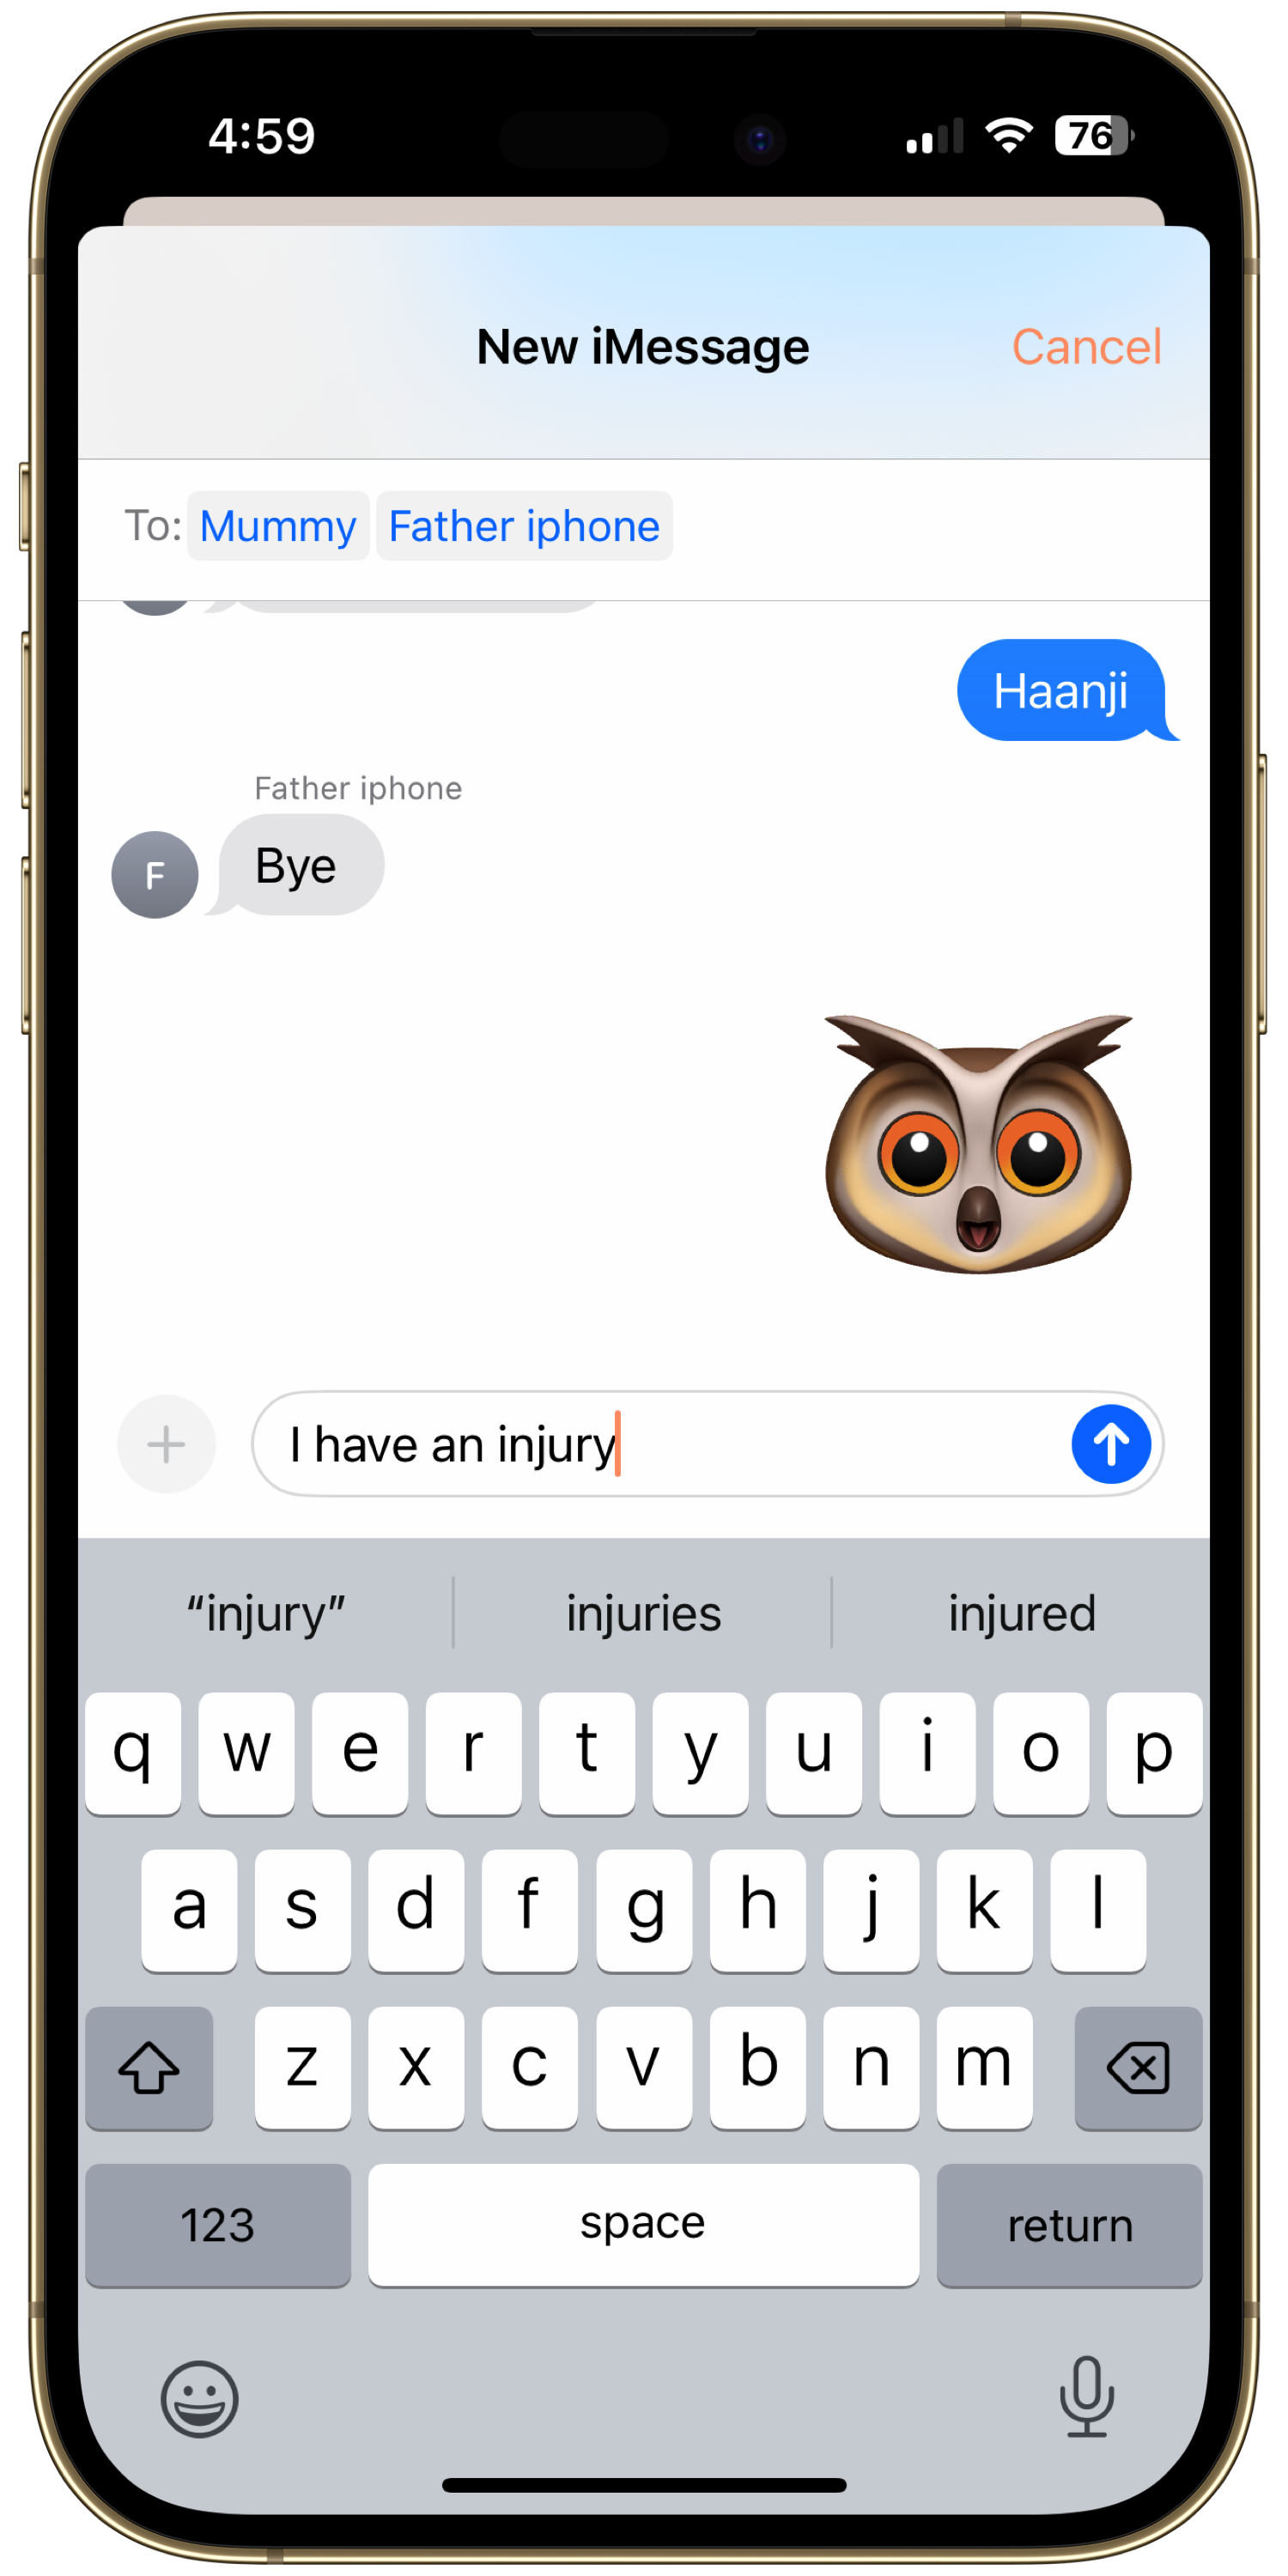 4:59 76
New iMessage Cancel
To: Mummy Father iphone
Haanji
Father iphone
F Bye
I have an injury
“injury” injuries injured
q w e r t y u i o p
a s d f g h j k l
z x c v b n m
123 space return